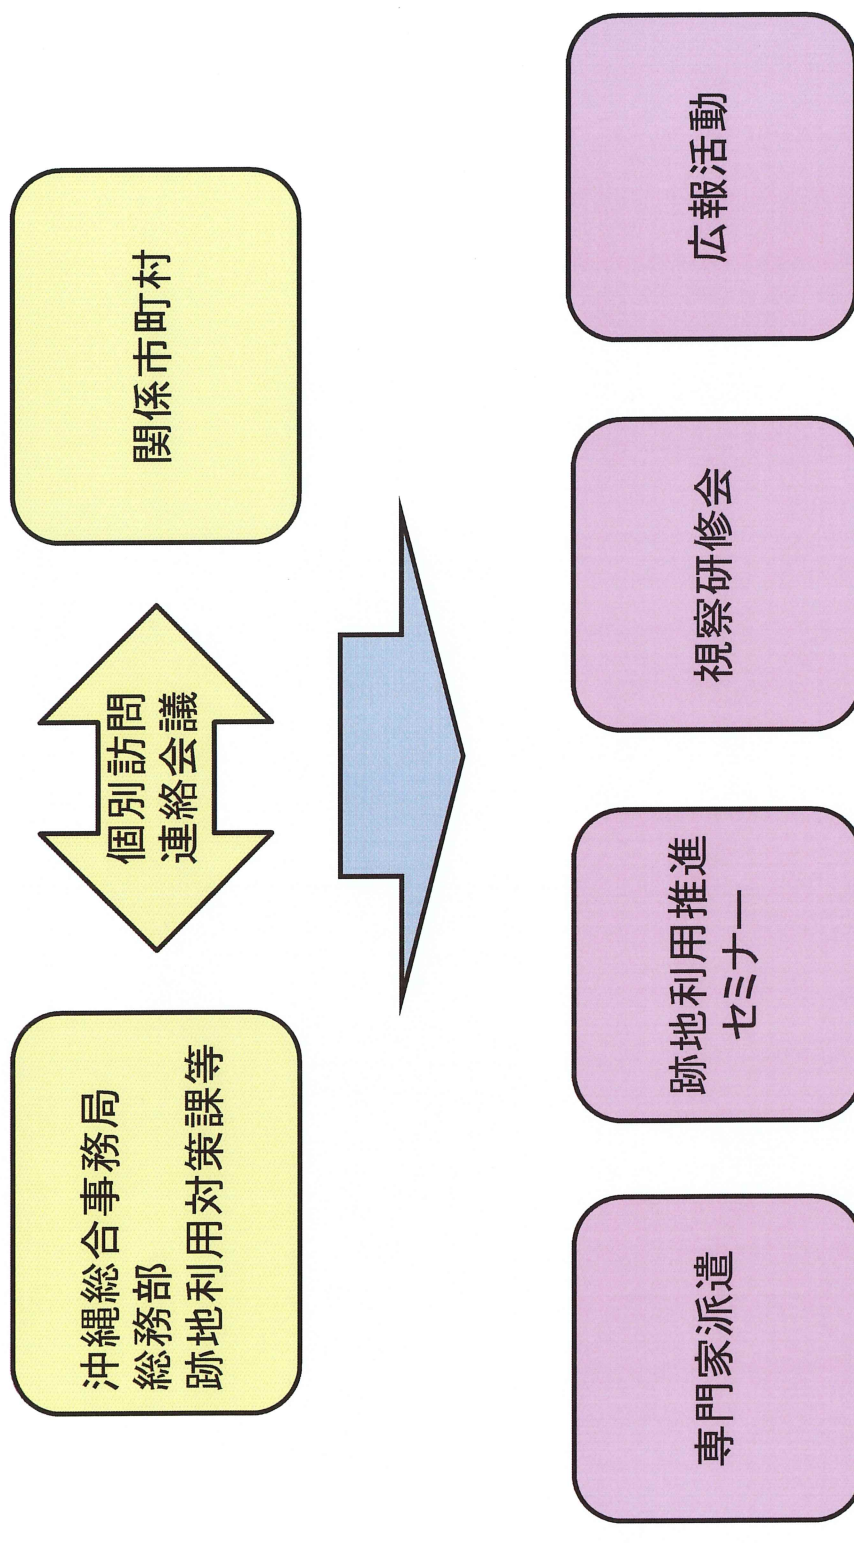 沖縄総合事務局
総務部
跡地利用対策課等
個別訪問
連絡会議
関係市町村
専門家派遣
跡地利用推進
セミナー
視察研修会
広報活動